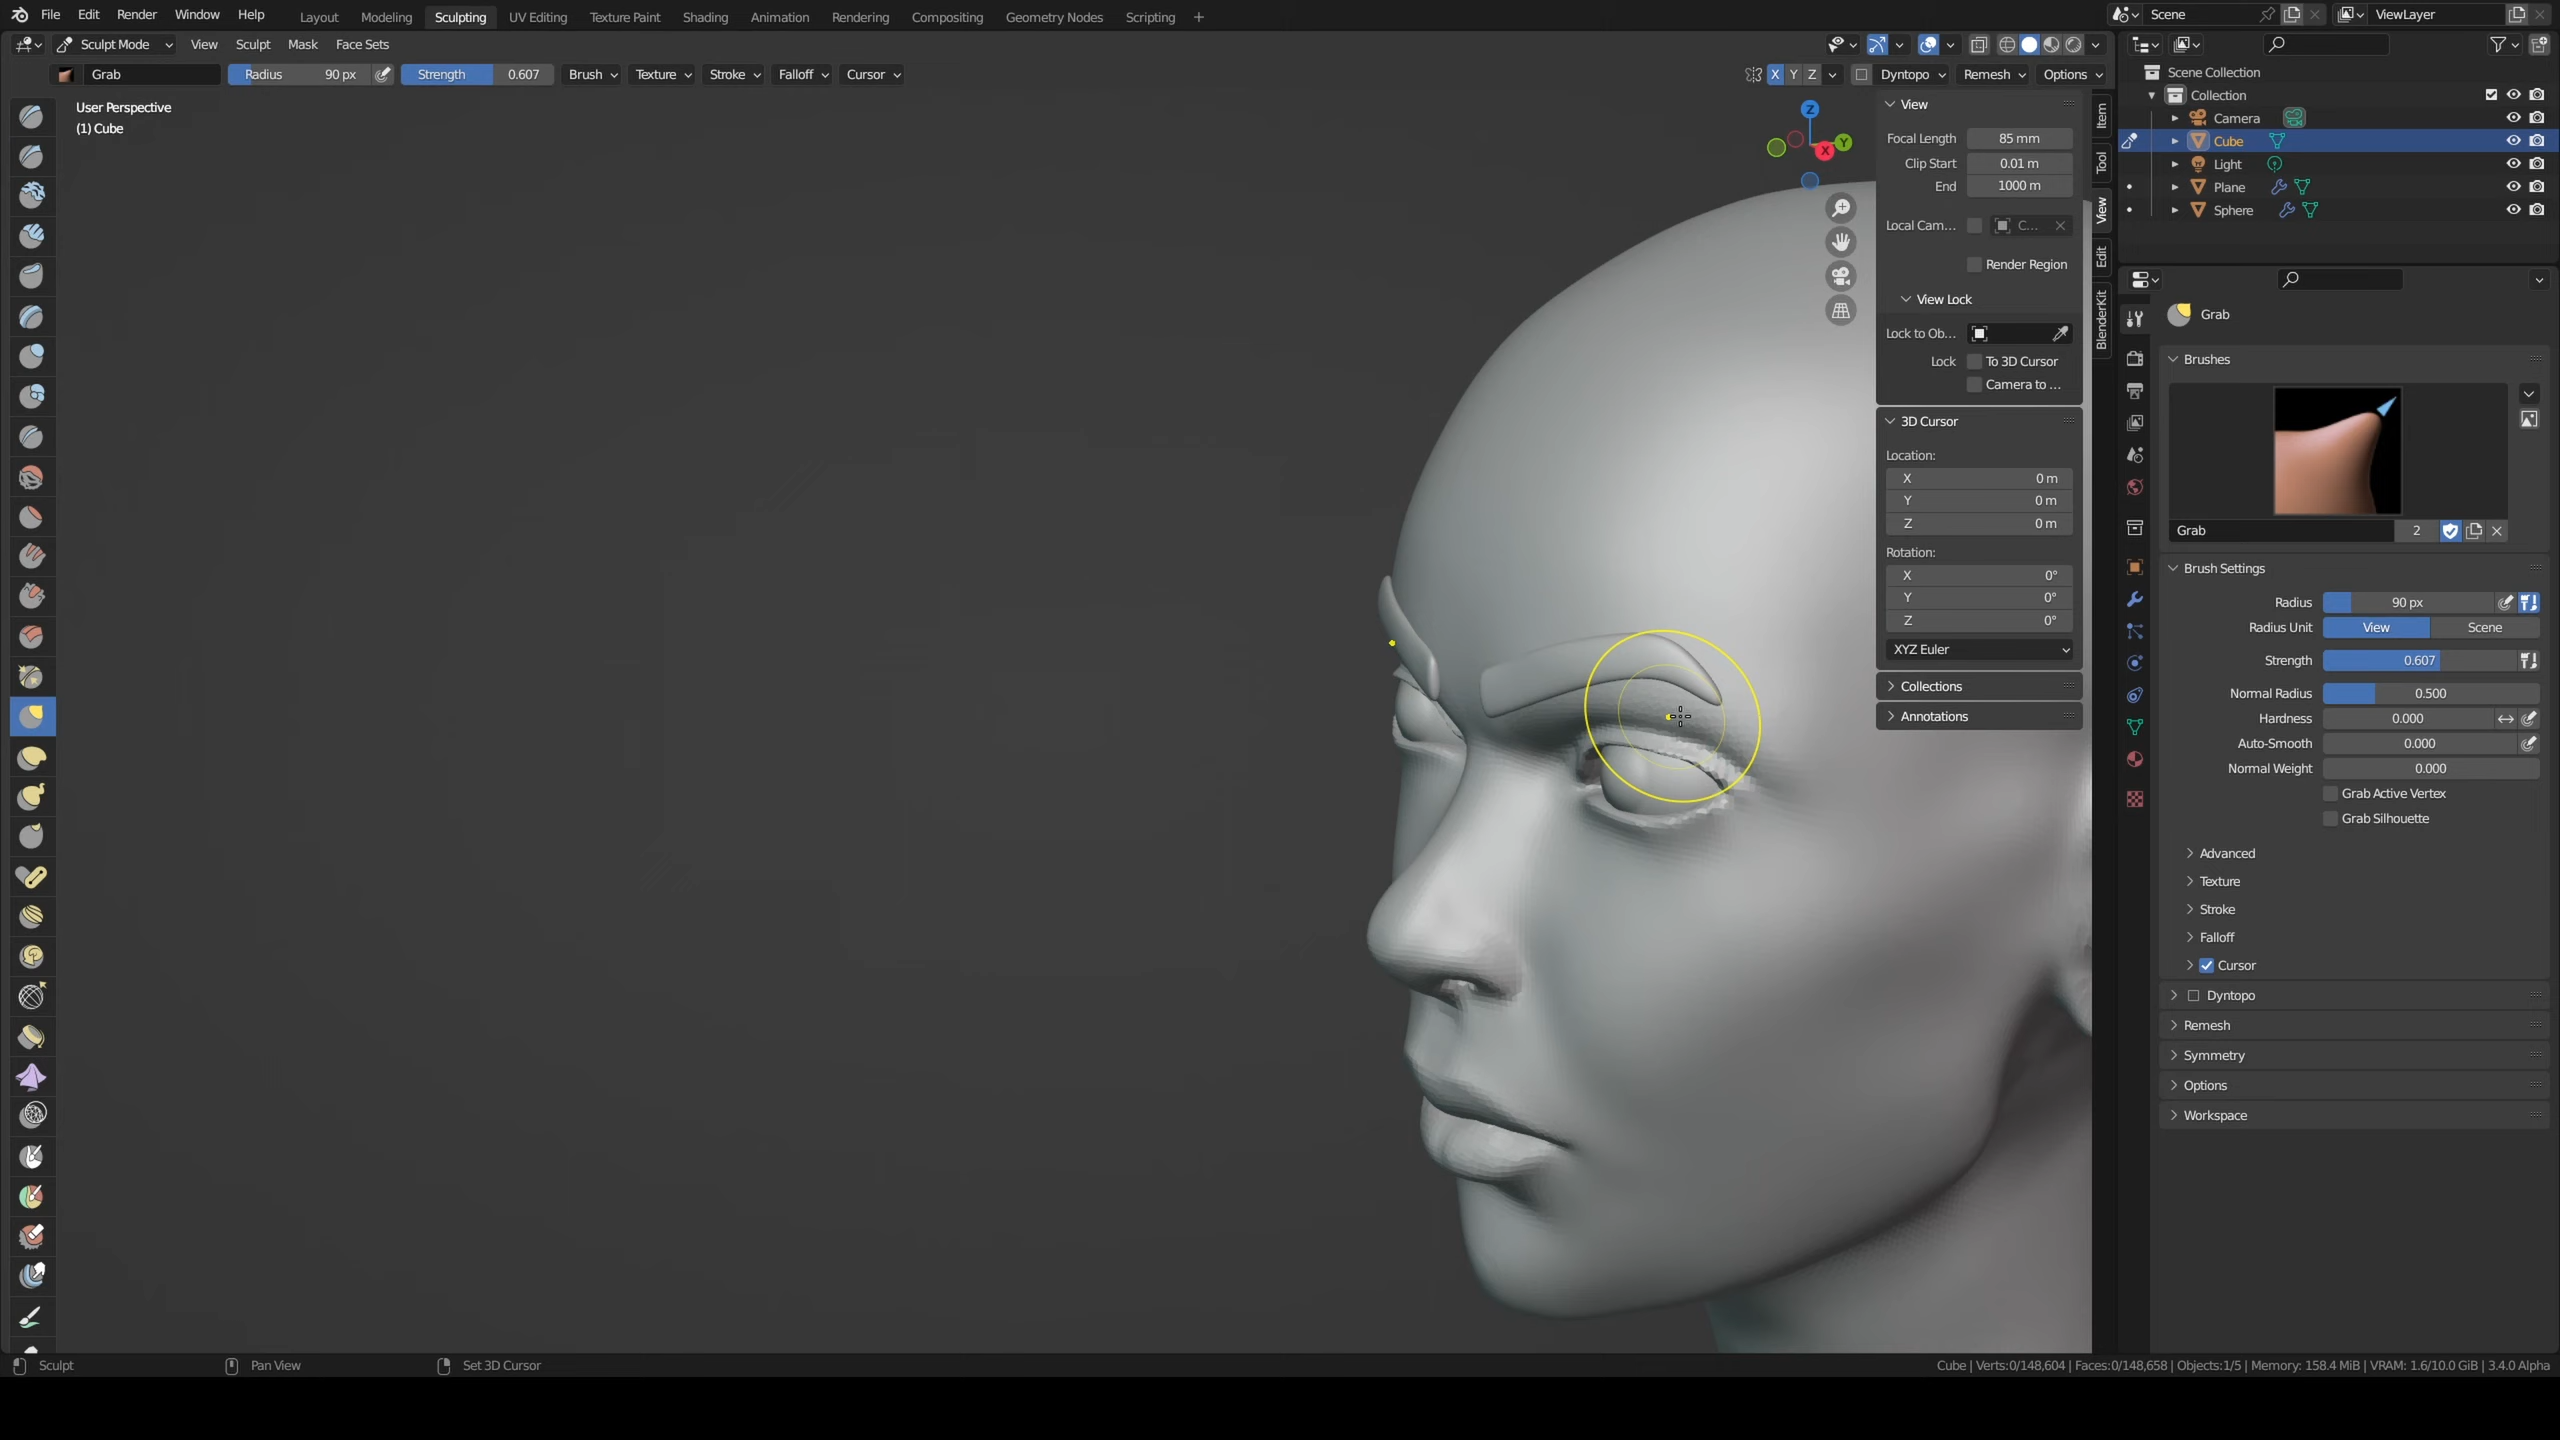 File Edit Render Window Help Layout Modeling Sculpting UV Editing Texture Paint Shading Animation Rendering Compositing Geometry Nodes Scripting + Scene ViewLayer
Sculpt Mode View Sculpt Mask Face Sets
Grab Radius 90 px Strength 0.607 Brush Texture Stroke Falloff Cursor X Y Z Dyntopo Remesh Options
User Perspective
(1) Cube
Z
Y
X
View
Focal Length 85 mm
Clip Start 0.01 m
End 1000 m
Local Cam... C...
Render Region
View Lock
Lock to Ob...
Lock To 3D Cursor
Camera to ...
3D Cursor
Location:
X 0 m
Y 0 m
Z 0 m
Rotation:
X 0°
Y 0°
Z 0°
XYZ Euler
Collections
Annotations
Item
Tool
View
Edit
BlenderKit
Scene Collection
Collection
Camera
Cube
Light
Plane
Sphere
Grab
Brushes
Grab 2
Brush Settings
Radius 90 px
Radius Unit View Scene
Strength 0.607
Normal Radius 0.500
Hardness 0.000
Auto-Smooth 0.000
Normal Weight 0.000
Grab Active Vertex
Grab Silhouette
Advanced
Texture
Stroke
Falloff
Cursor
Dyntopo
Remesh
Symmetry
Options
Workspace
Sculpt Pan View Set 3D Cursor Cube | Verts:0/148,604 | Faces:0/148,658 | Objects:1/5 | Memory: 158.4 MiB | VRAM: 1.6/10.0 GiB | 3.4.0 Alpha